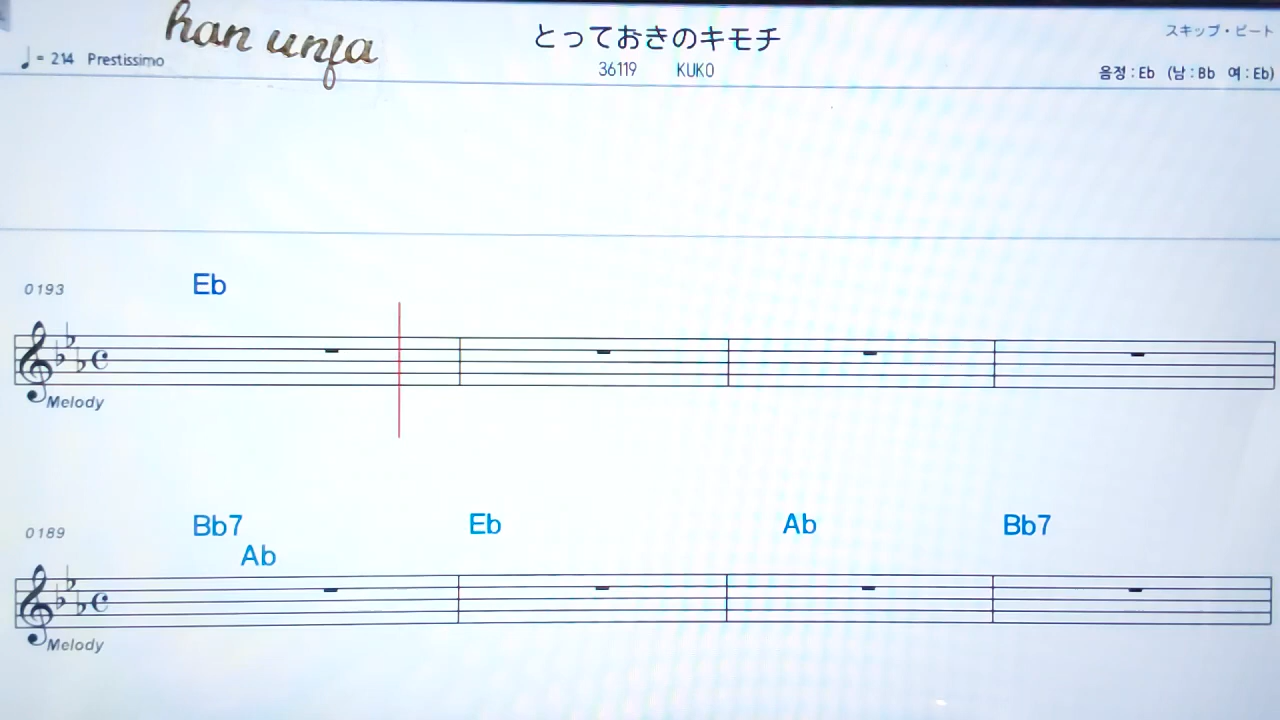 han unfa
とっておきのキモチ
スキップ・ビート
♩ = 214 Prestissimo
36119 KUKO
음정 : Eb (남 : Bb 여 : Eb)
0193
Eb
Melody
0189
Bb7 Eb Ab Bb7
Ab
Melody